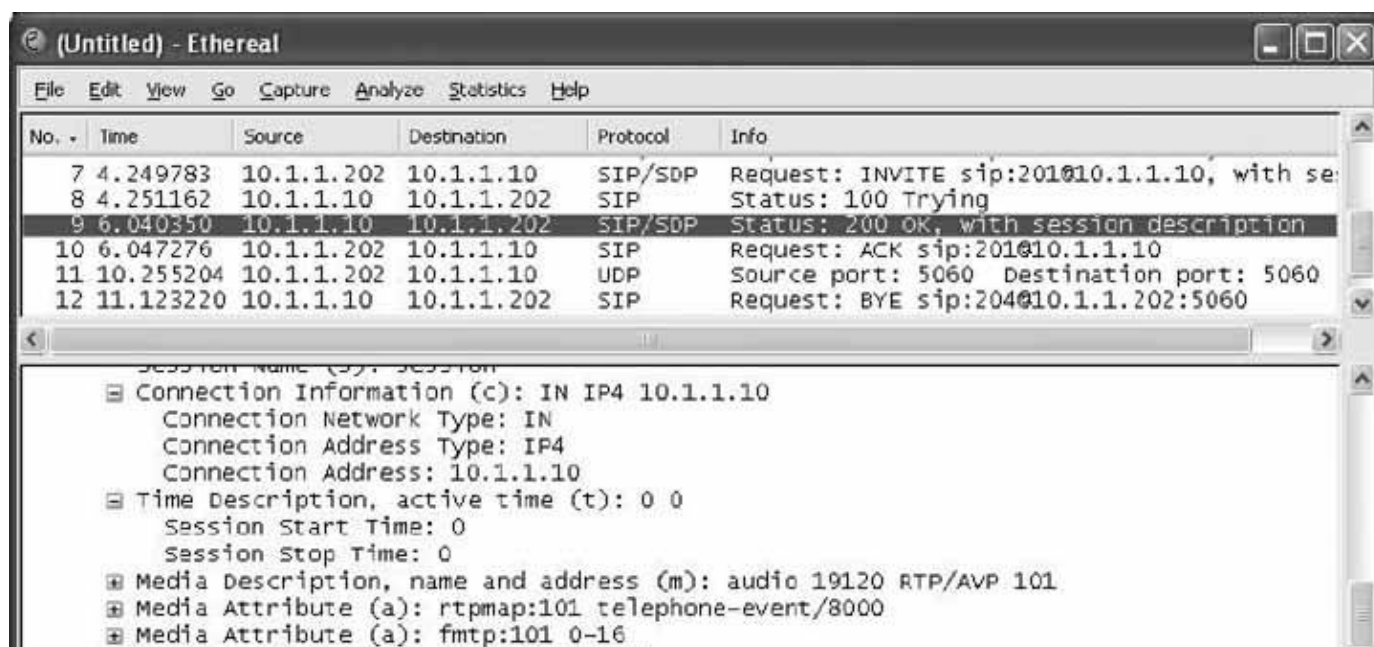 (Untitled) - Ethereal
File Edit View Go Capture Analyze Statistics Help
No. Time Source Destination Protocol Info
7 4.249783 10.1.1.202 10.1.1.10 SIP/SDP Request: INVITE sip:201@10.1.1.10, with se
8 4.251162 10.1.1.10 10.1.1.202 SIP Status: 100 Trying
9 6.040350 10.1.1.10 10.1.1.202 SIP/SDP Status: 200 OK, with session description
10 6.047276 10.1.1.202 10.1.1.10 SIP Request: ACK sip:201@10.1.1.10
11 10.255204 10.1.1.202 10.1.1.10 UDP Source port: 5060 Destination port: 5060
12 11.123220 10.1.1.10 10.1.1.202 SIP Request: BYE sip:204@10.1.1.202:5060
Session Name (s): session
Connection Information (c): IN IP4 10.1.1.10
Connection Network Type: IN
Connection Address Type: IP4
Connection Address: 10.1.1.10
Time Description, active time (t): 0 0
Session Start Time: 0
Session Stop Time: 0
Media Description, name and address (m): audio 19120 RTP/AVP 101
Media Attribute (a): rtpmap:101 telephone-event/8000
Media Attribute (a): fmtp:101 0-16